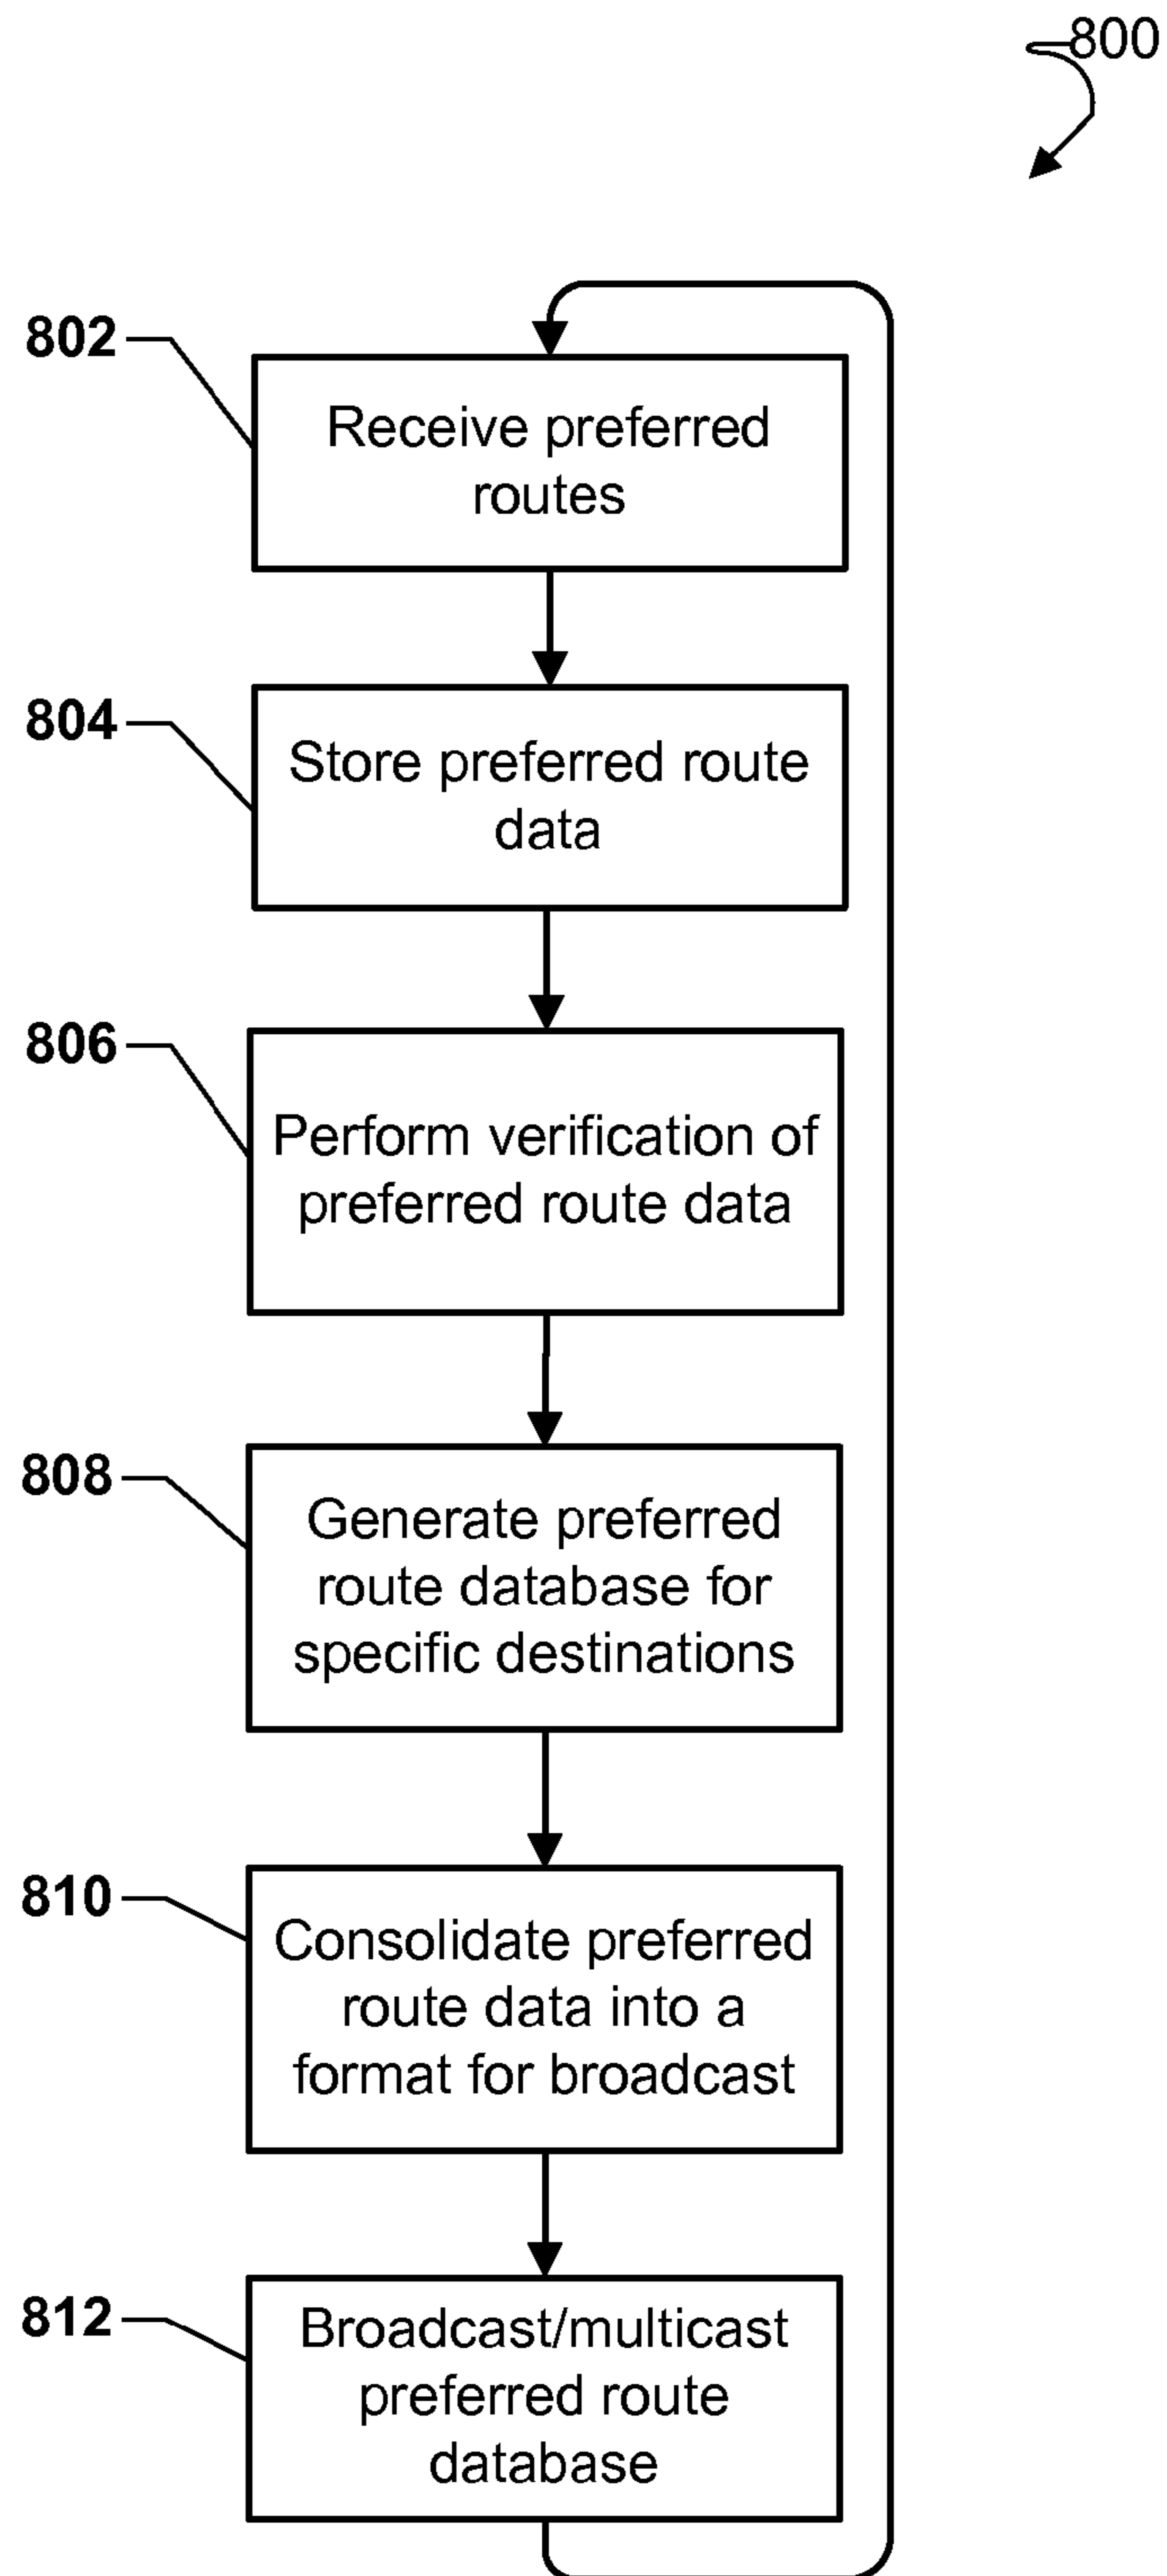 800
802
Receive preferred
routes
804
Store preferred route
data
806
Perform verification of
preferred route data
808
Generate preferred
route database for
specific destinations
810
Consolidate preferred
route data into a
format for broadcast
812
Broadcast/multicast
preferred route
database